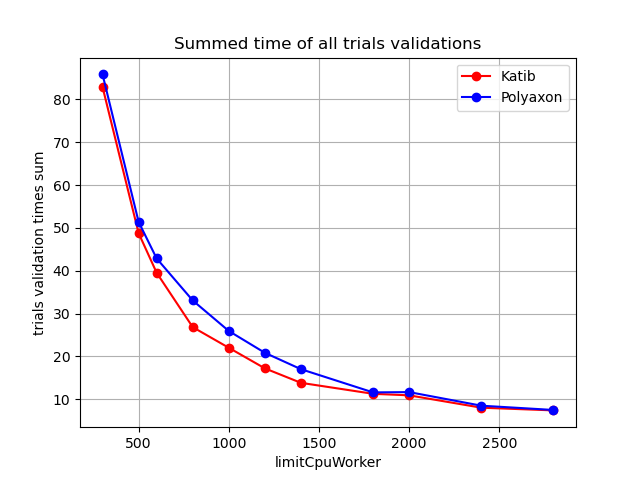 Summed time of all trials validations
Katib
Polyaxon
trials validation times sum
80
70
60
50
40
30
20
10
500
1000
1500
2000
2500
limitCpuWorker